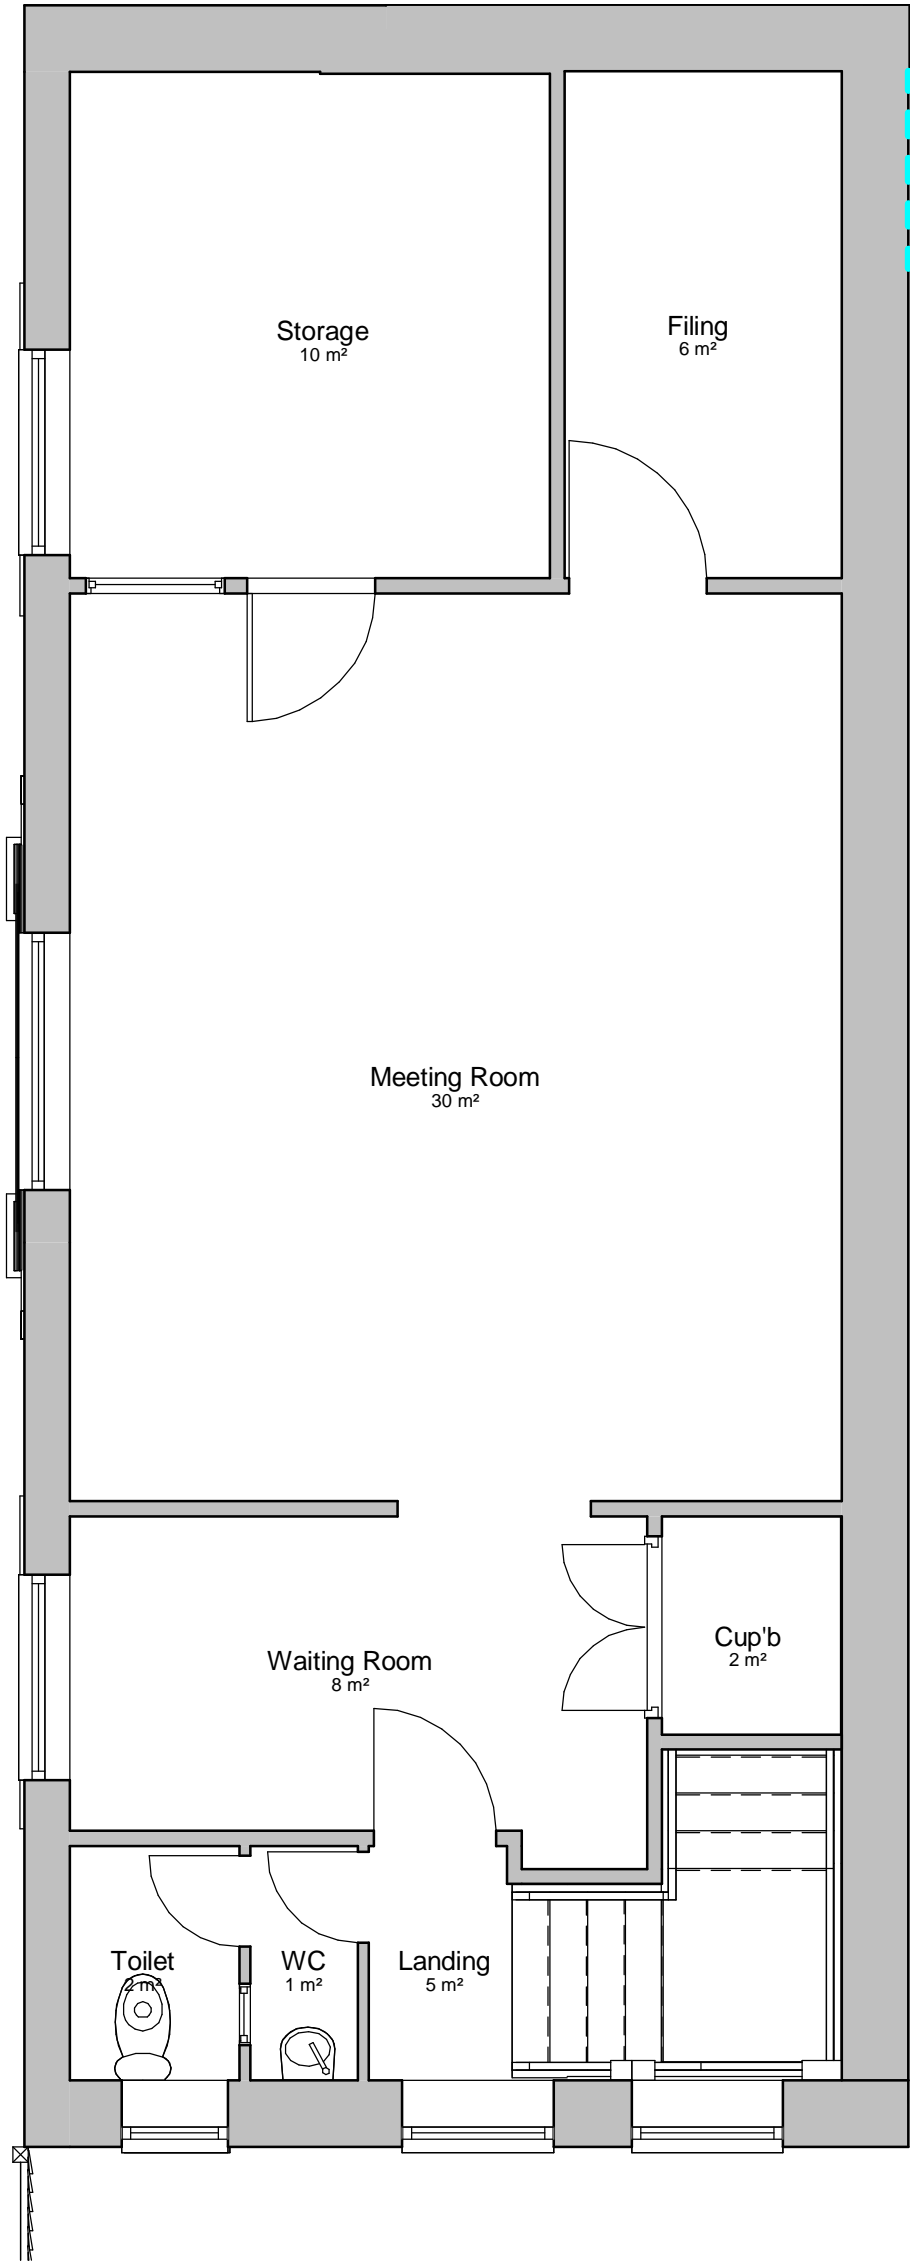 Storage
10 m²
Filing
6 m²
Meeting Room
30 m²
Cup'b
2 m²
Waiting Room
8 m²
Toilet
2 m²
WC
1 m²
Landing
5 m²